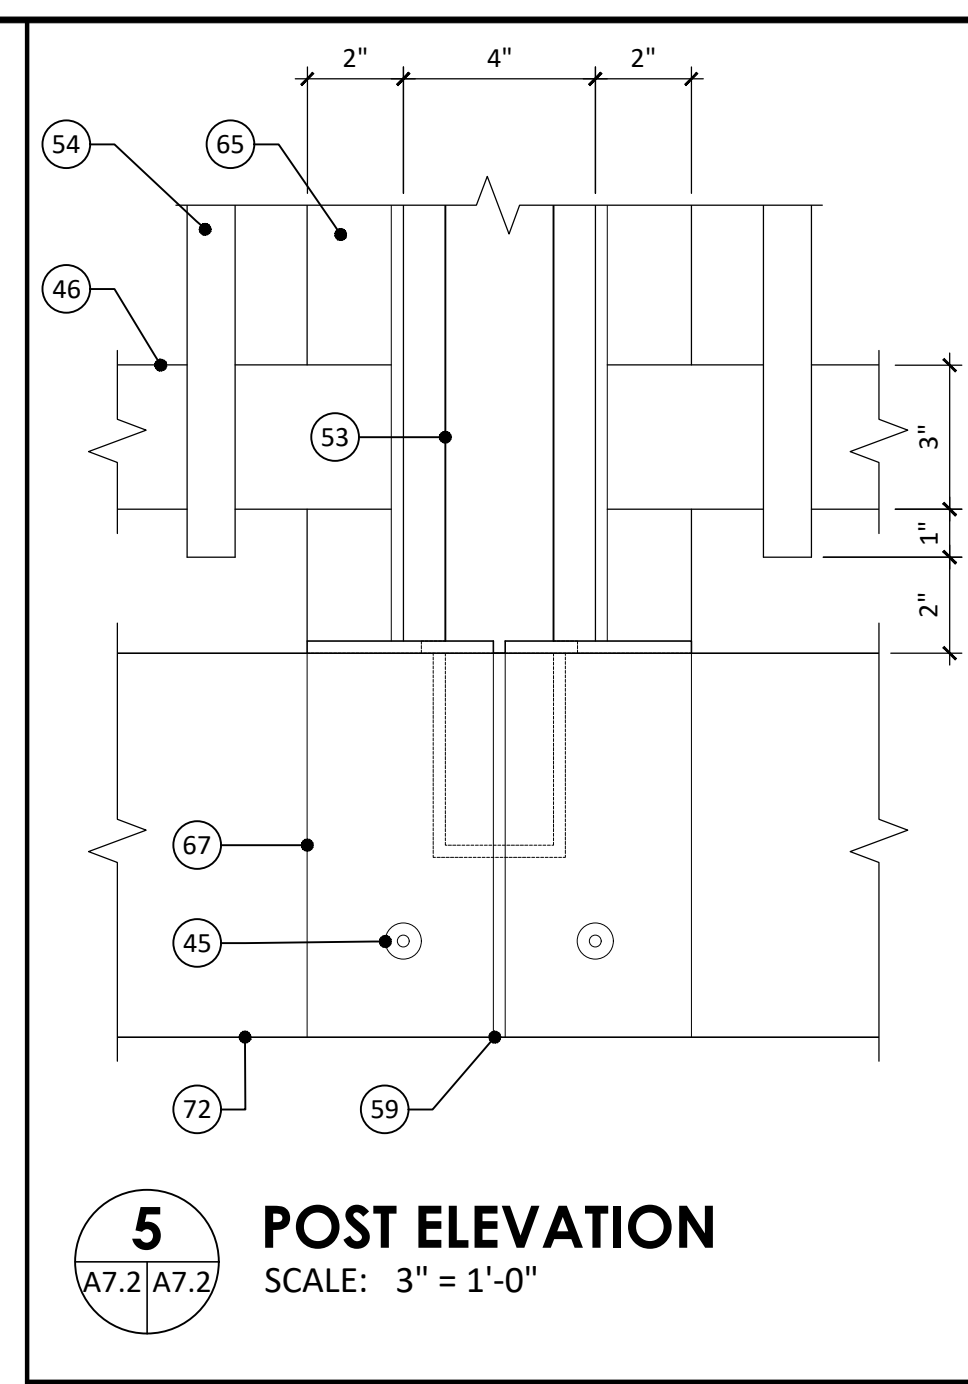 2" 4" 2"
54 65
46
53
3"
1"
2"
67
45
72 59
5
A7.2 A7.2
POST ELEVATION
SCALE: 3" = 1'-0"